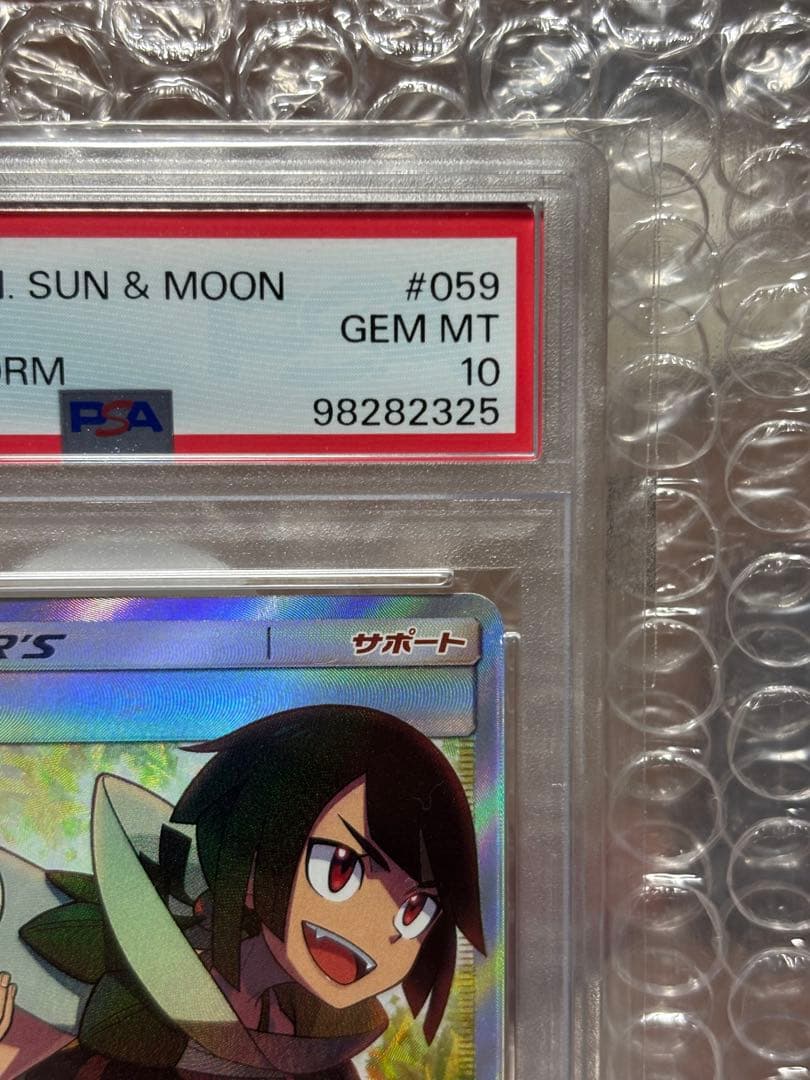 . SUN & MOON #059
GEM MT
ORM 10
PSA 98282325
R'S サポート